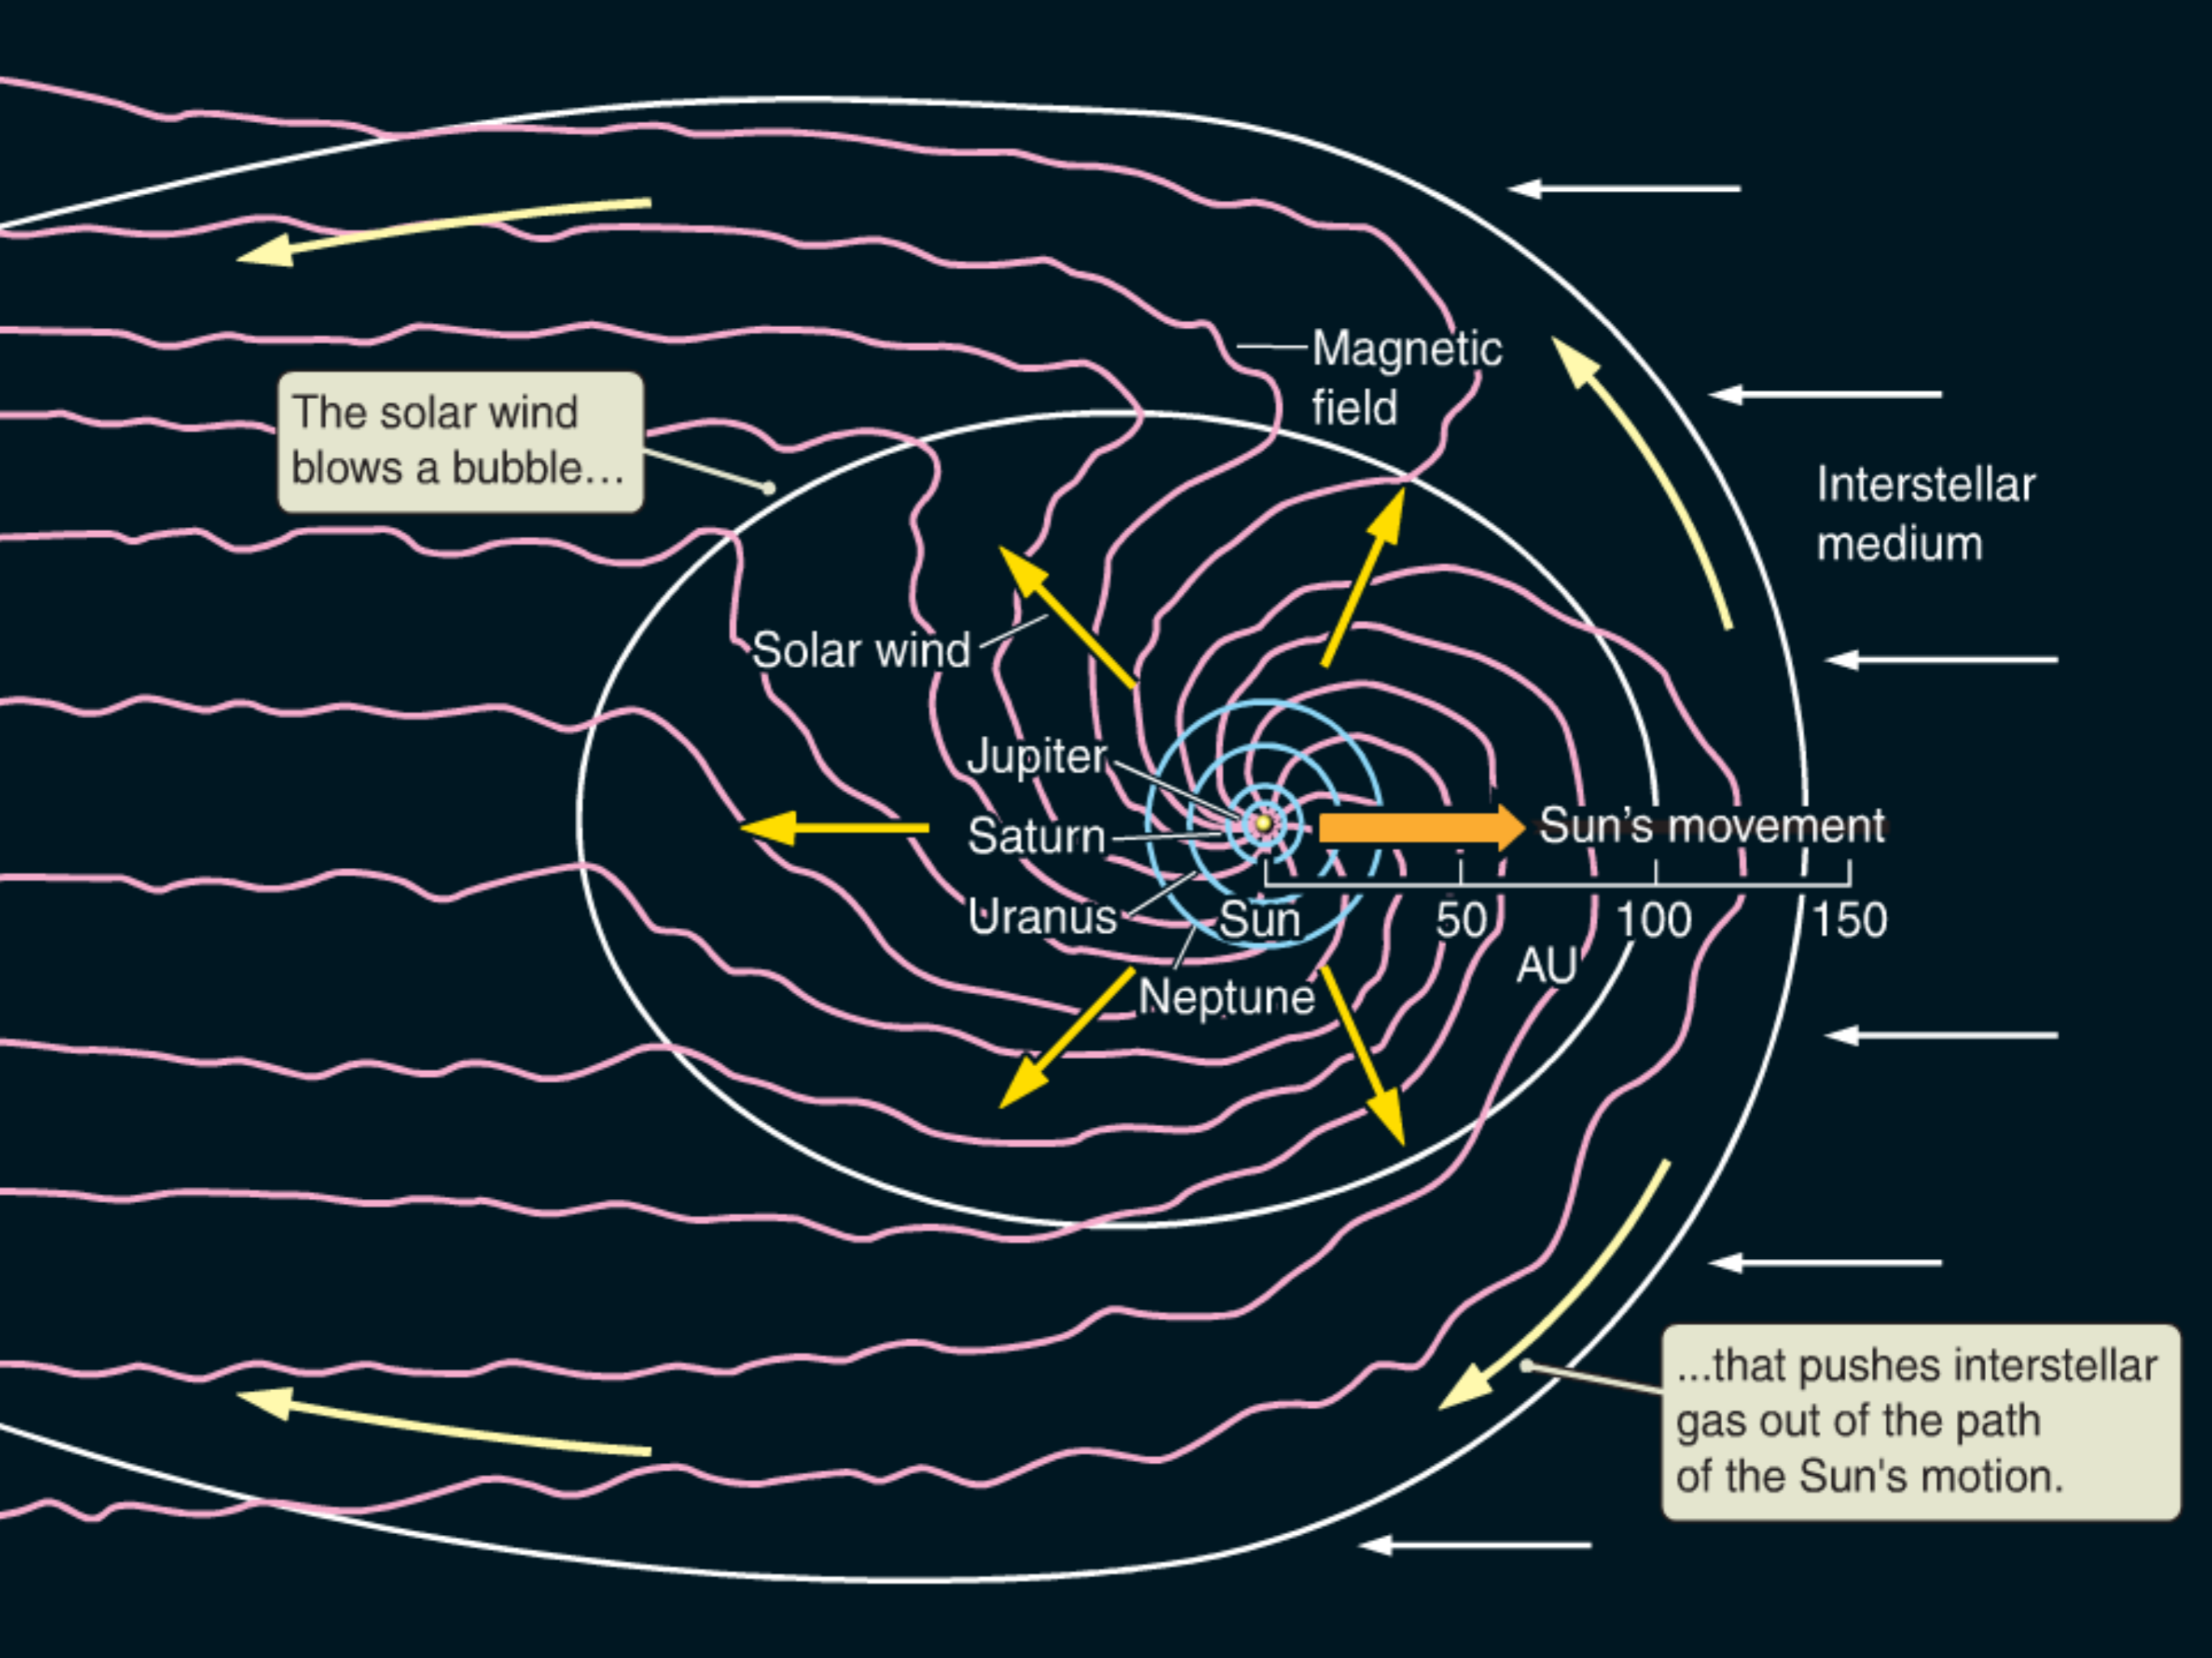 Magnetic
field
The solar wind
blows a bubble...
Interstellar
medium
Solar wind
Jupiter
Saturn
Sun's movement
Uranus
Sun
50
100
150
AU
Neptune
...that pushes interstellar
gas out of the path
of the Sun's motion.